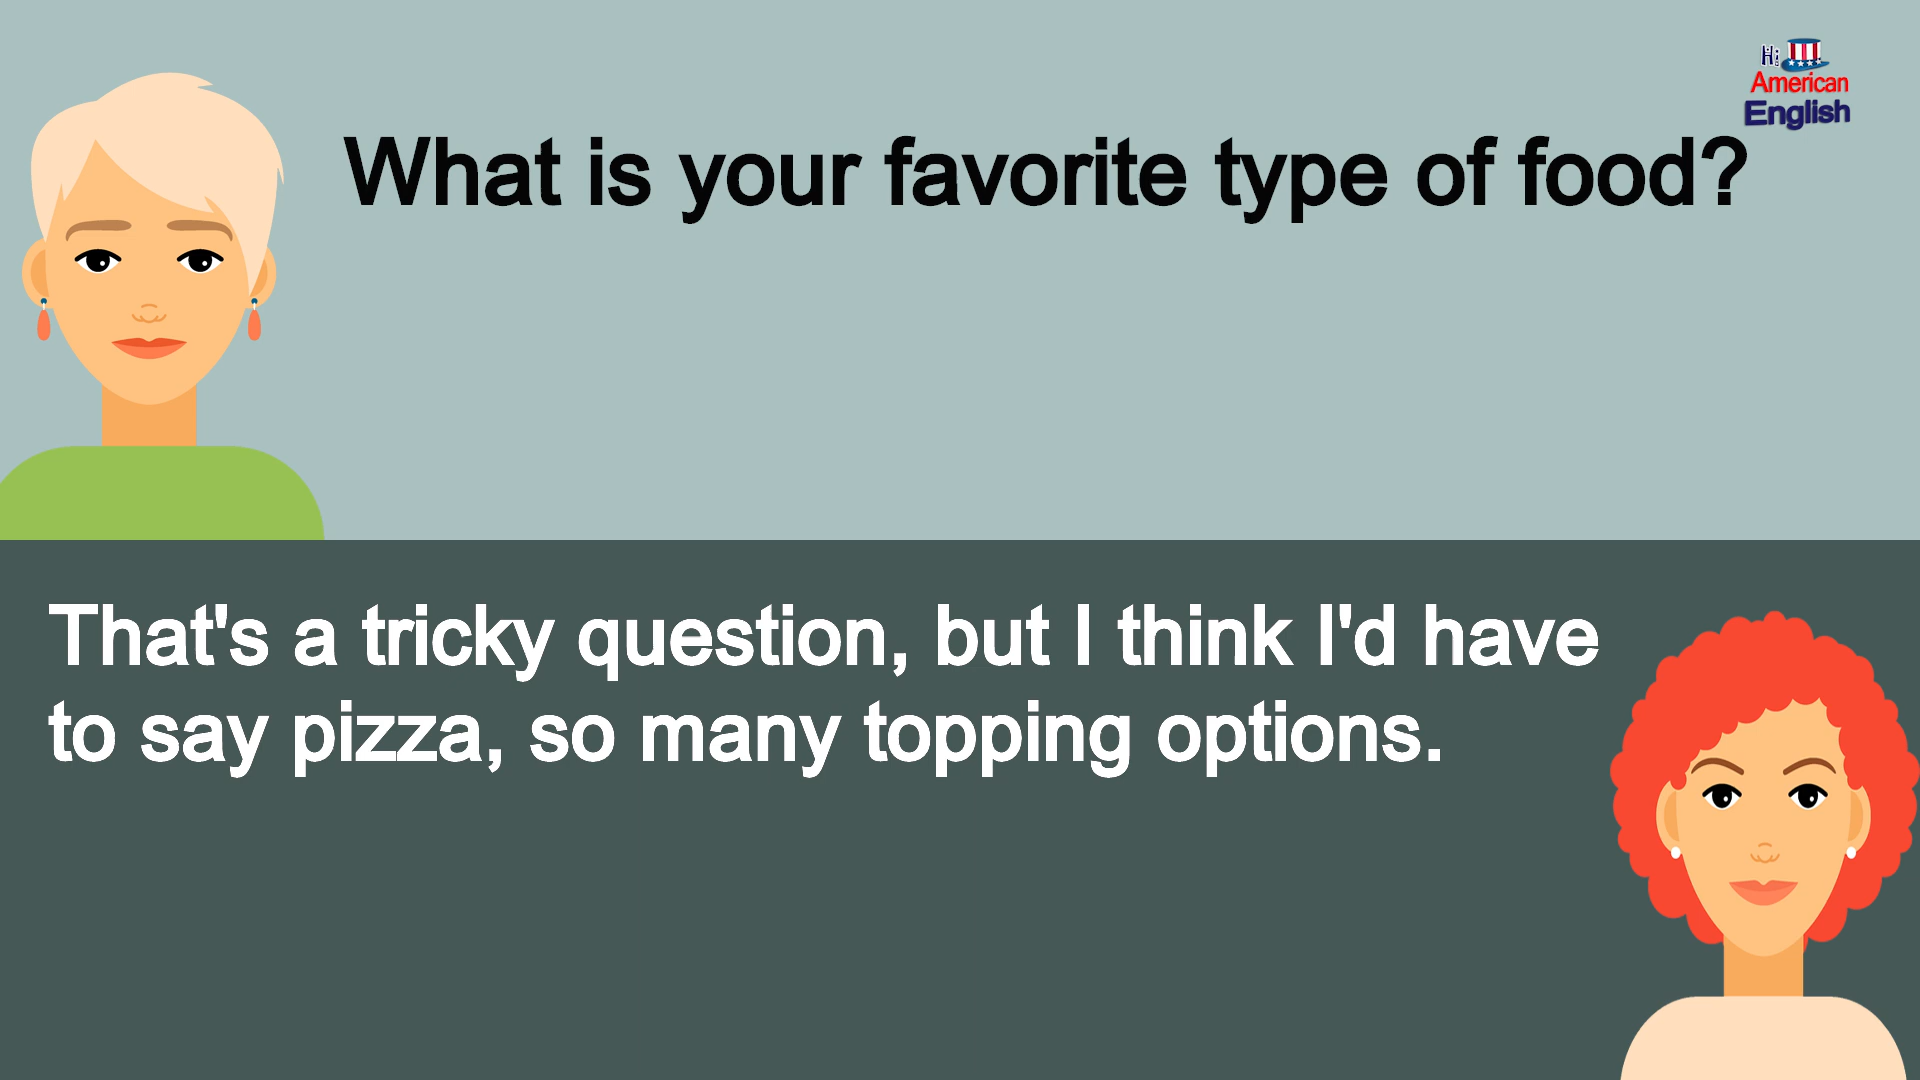 Hi
American
English
What is your favorite type of food?
That's a tricky question, but I think I'd have
to say pizza, so many topping options.